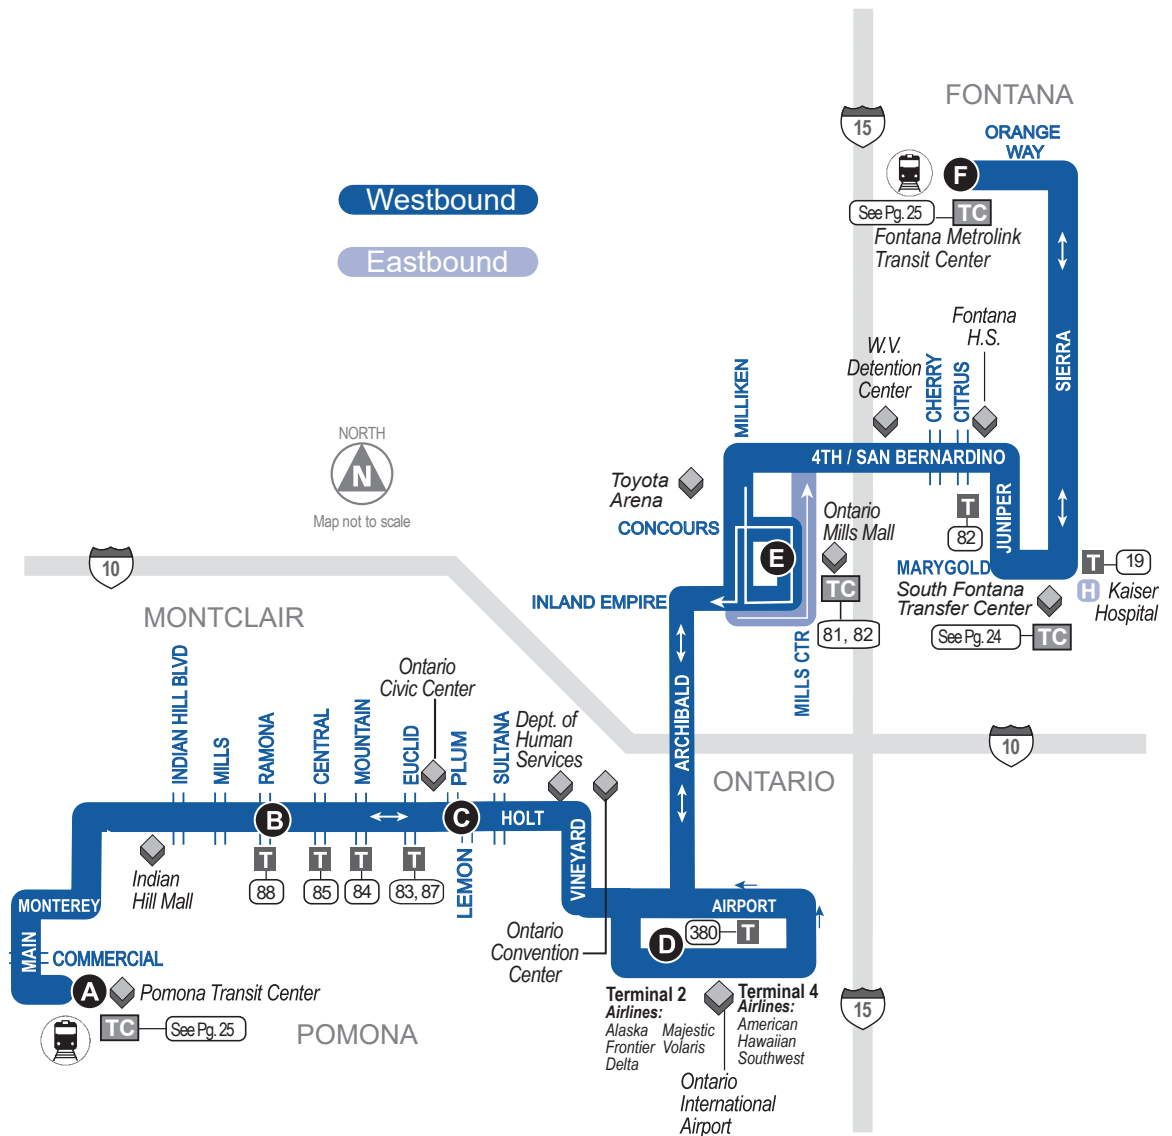 FONTANA
15
ORANGE
WAY
F
See Pg. 25
TC
Fontana Metrolink
Transit Center
Westbound
Eastbound
SIERRA
Fontana
H.S.
W.V.
Detention
Center
CHERRY
CITRUS
MILLIKEN
4TH / SAN BERNARDINO
NORTH
N
Map not to scale
Toyota
Arena
CONCOURS
E
Ontario
Mills Mall
TC
81, 82
T
82
JUNIPER
MARYGOLD
South Fontana
Transfer Center
See Pg. 24
TC
T
19
H
Kaiser
Hospital
10
INLAND EMPIRE
MILLS CTR
MONTCLAIR
ARCHIBALD
10
ONTARIO
INDIAN HILL BLVD
MILLS
RAMONA
CENTRAL
MOUNTAIN
EUCLID
Ontario
Civic Center
PLUM
SULTANA
Dept. of
Human
Services
B
C
HOLT
LEMON
VINEYARD
Indian
Hill Mall
T
88
T
85
T
84
T
83, 87
MONTEREY
MAIN
COMMERCIAL
A
Pomona Transit Center
TC
See Pg. 25
POMONA
Ontario
Convention
Center
AIRPORT
D
380
T
Terminal 2
Airlines:
Alaska
Frontier
Delta
Majestic
Volaris
Terminal 4
Airlines:
American
Hawaiian
Southwest
Ontario
International
Airport
15